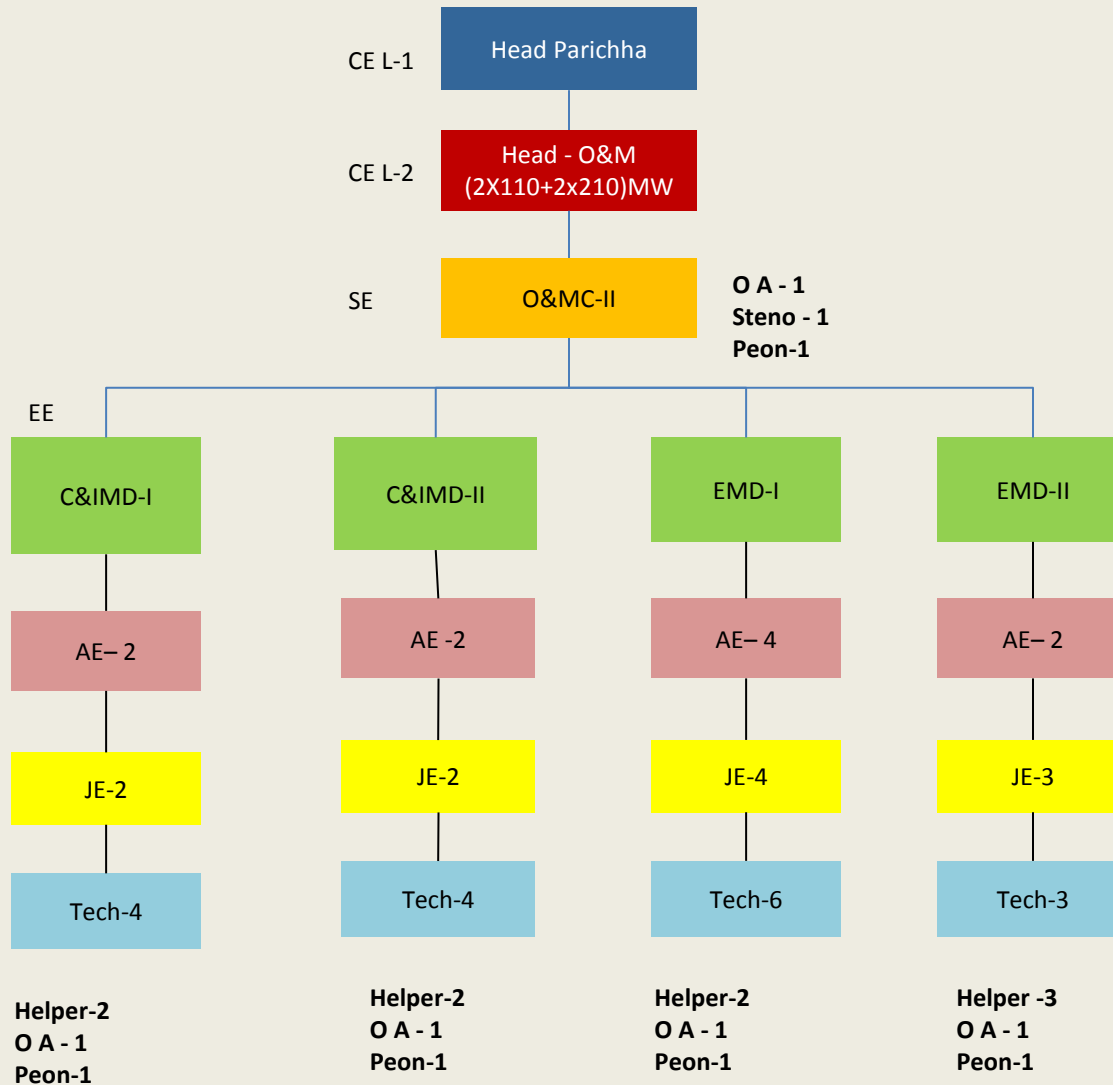 CE L-1
Head Parichha
CE L-2
Head - O&M
(2X110+2x210)MW
SE
O&MC-II
O A - 1
Steno - 1
Peon-1
EE
C&IMD-I
C&IMD-II
EMD-I
EMD-II
AE– 2
AE -2
AE– 4
AE– 2
JE-2
JE-2
JE-4
JE-3
Tech-4
Tech-4
Tech-6
Tech-3
Helper-2
O A - 1
Peon-1
Helper-2
O A - 1
Peon-1
Helper-2
O A - 1
Peon-1
Helper -3
O A - 1
Peon-1